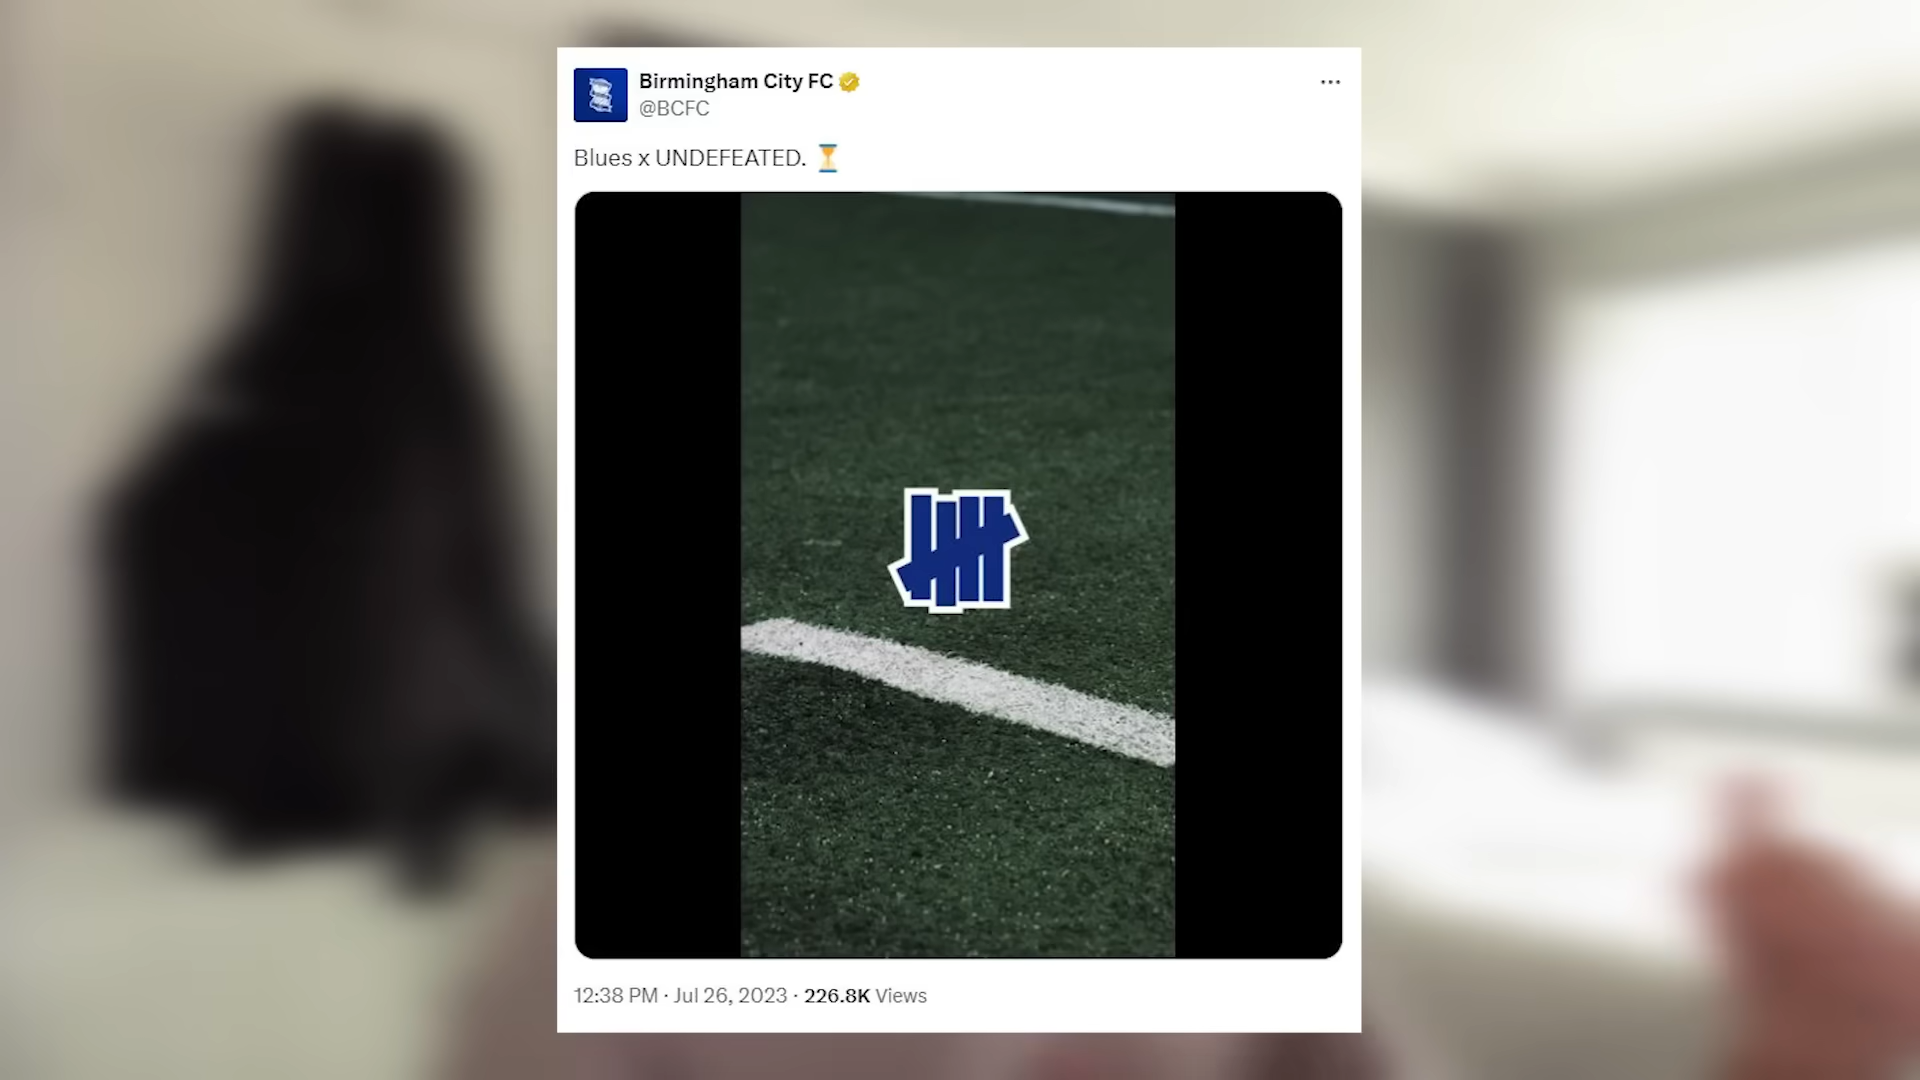 Birmingham City FC
@BCFC
Blues x UNDEFEATED. ⏳
12:38 PM · Jul 26, 2023 · 226.8K Views